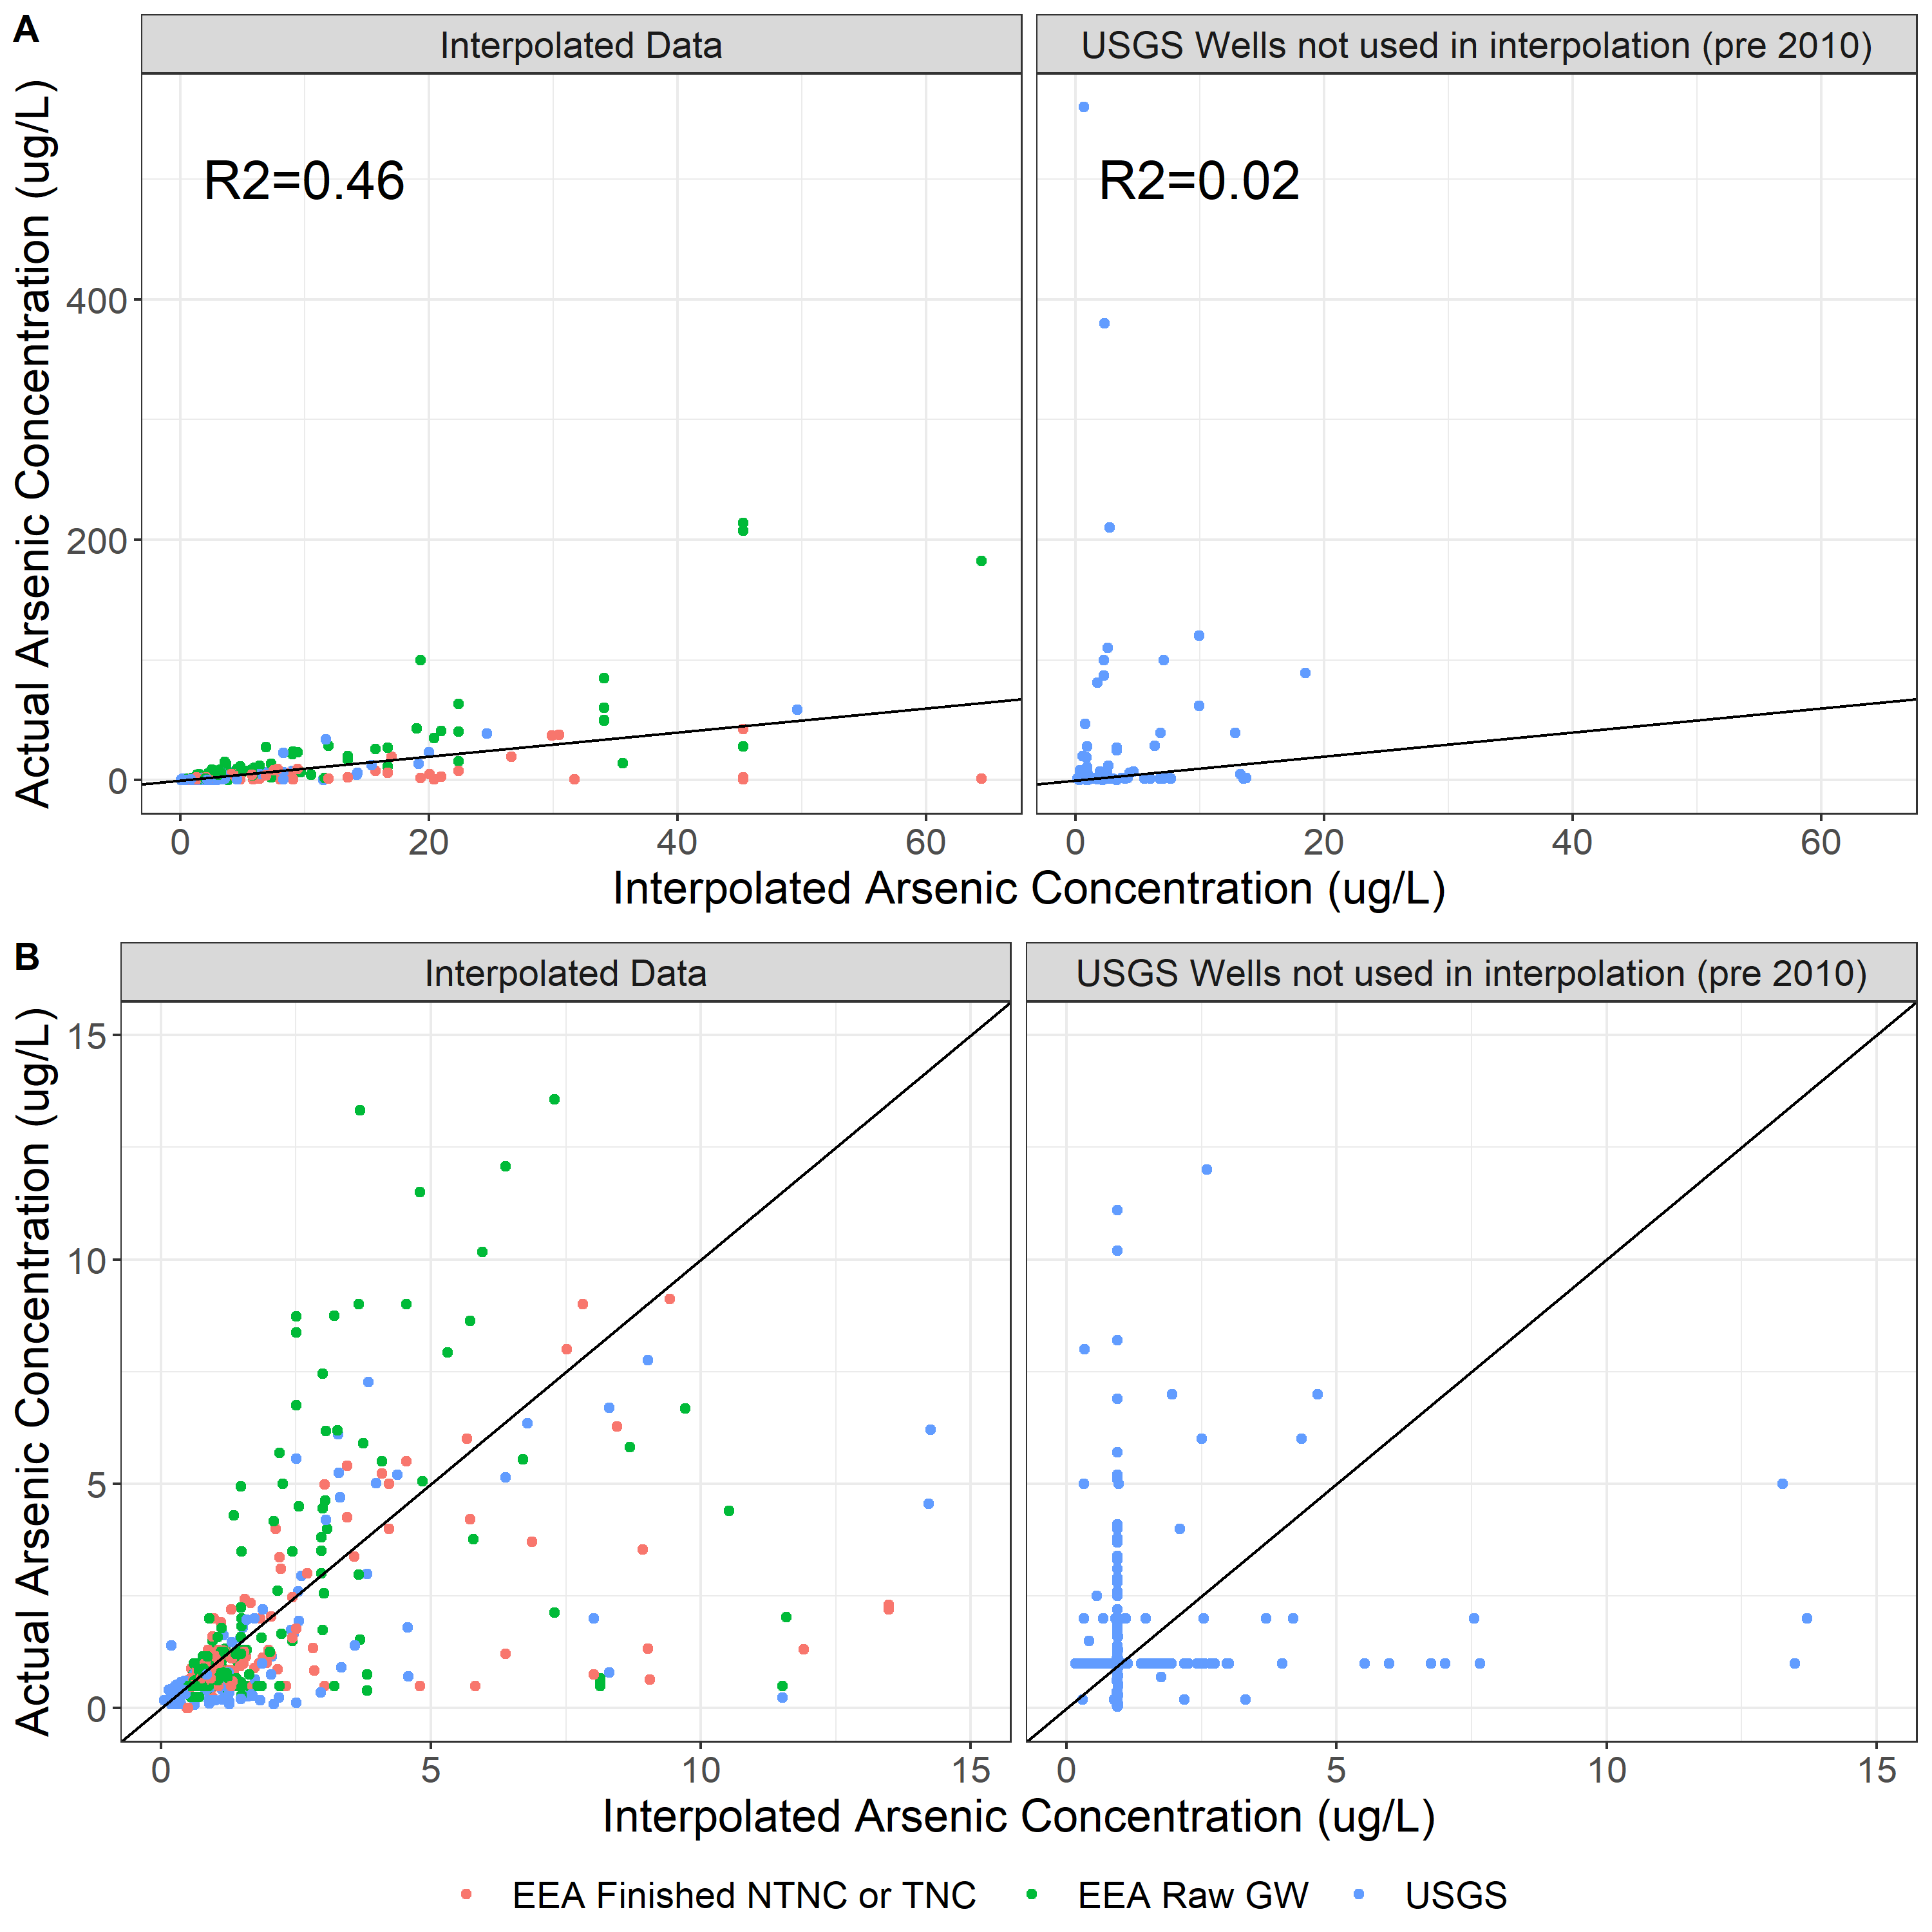 A
Interpolated Data
USGS Wells not used in interpolation (pre 2010)
Actual Arsenic Concentration (ug/L)
R2=0.46
R2=0.02
400
200
0
0 20 40 60
0 20 40 60
Interpolated Arsenic Concentration (ug/L)
B
Interpolated Data
USGS Wells not used in interpolation (pre 2010)
Actual Arsenic Concentration (ug/L)
15
10
5
0
0 5 10 15
0 5 10 15
Interpolated Arsenic Concentration (ug/L)
EEA Finished NTNC or TNC EEA Raw GW USGS